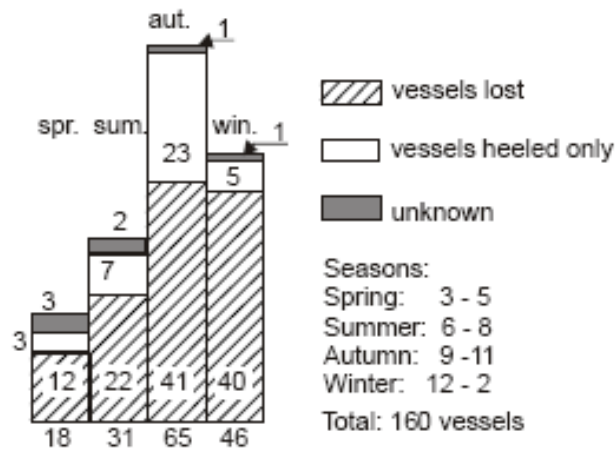 aut.
1
spr. sum. win.
1
23
5
2
7
3
3
12 22 41 40
18 31 65 46
vessels lost
vessels heeled only
unknown
Seasons:
Spring: 3 - 5
Summer: 6 - 8
Autumn: 9 -11
Winter: 12 - 2
Total: 160 vessels